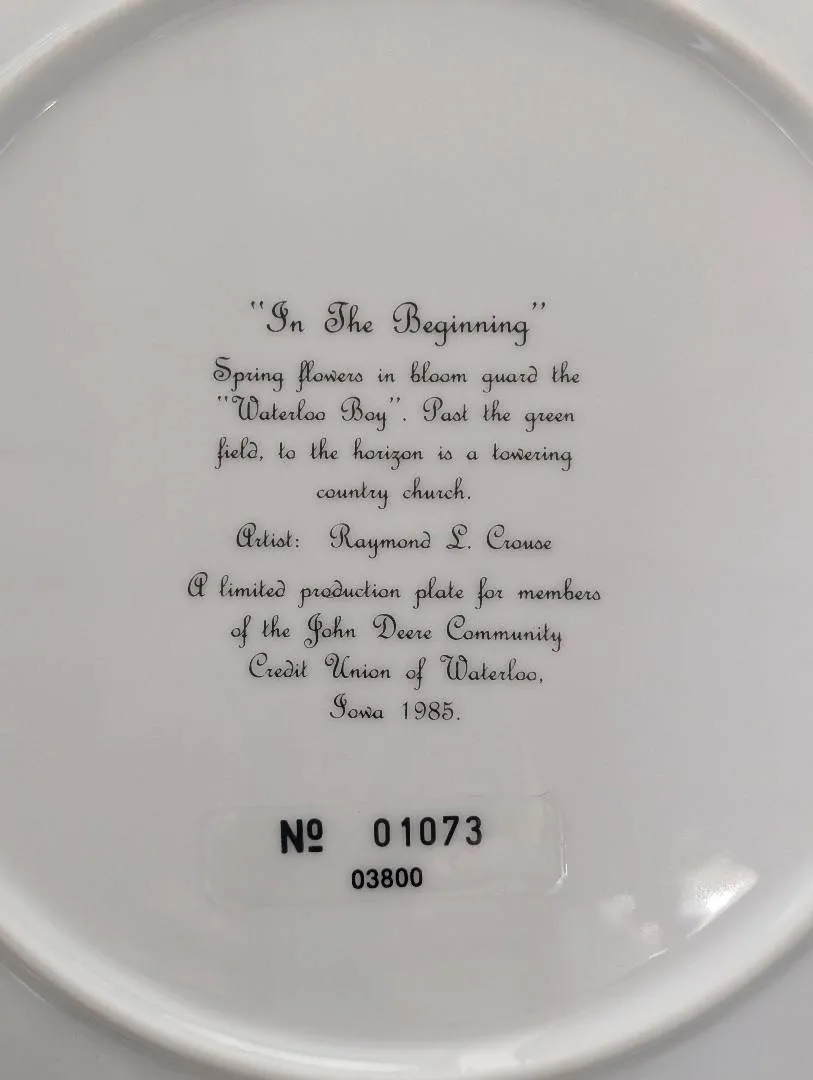 "In The Beginning"
Spring flowers in bloom guard the
"Waterloo Boy". Past the green
field, to the horizon is a towering
country church.
Artist: Raymond L. Crouse
A limited production plate for members
of the John Deere Community
Credit Union of Waterloo,
Iowa 1985.
Nº 01073
03800